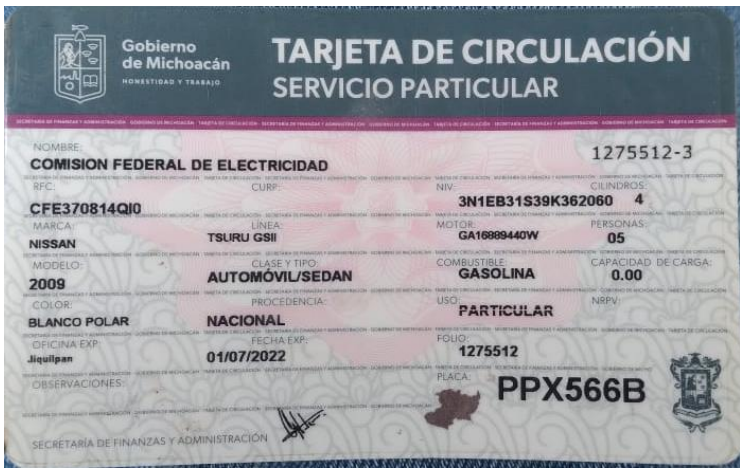 Gobierno
de Michoacán
HONESTIDAD Y TRABAJO
TARJETA DE CIRCULACIÓN
SERVICIO PARTICULAR
NOMBRE:
COMISION FEDERAL DE ELECTRICIDAD
1275512-3
RFC: CURP: NIV: CILINDROS:
CFE370814QI0 3N1EB31S39K362060 4
MARCA: LÍNEA: MOTOR: PERSONAS:
NISSAN TSURU GSII GA16889440W 05
MODELO: CLASE Y TIPO: COMBUSTIBLE: CAPACIDAD DE CARGA:
2009 AUTOMÓVIL/SEDAN GASOLINA 0.00
COLOR: PROCEDENCIA: USO: NRPV:
BLANCO POLAR NACIONAL PARTICULAR
OFICINA EXP. FECHA EXP: FOLIO:
Jiquilpan 01/07/2022 1275512
OBSERVACIONES: PLACA:
PPX566B
SECRETARÍA DE FINANZAS Y ADMINISTRACIÓN